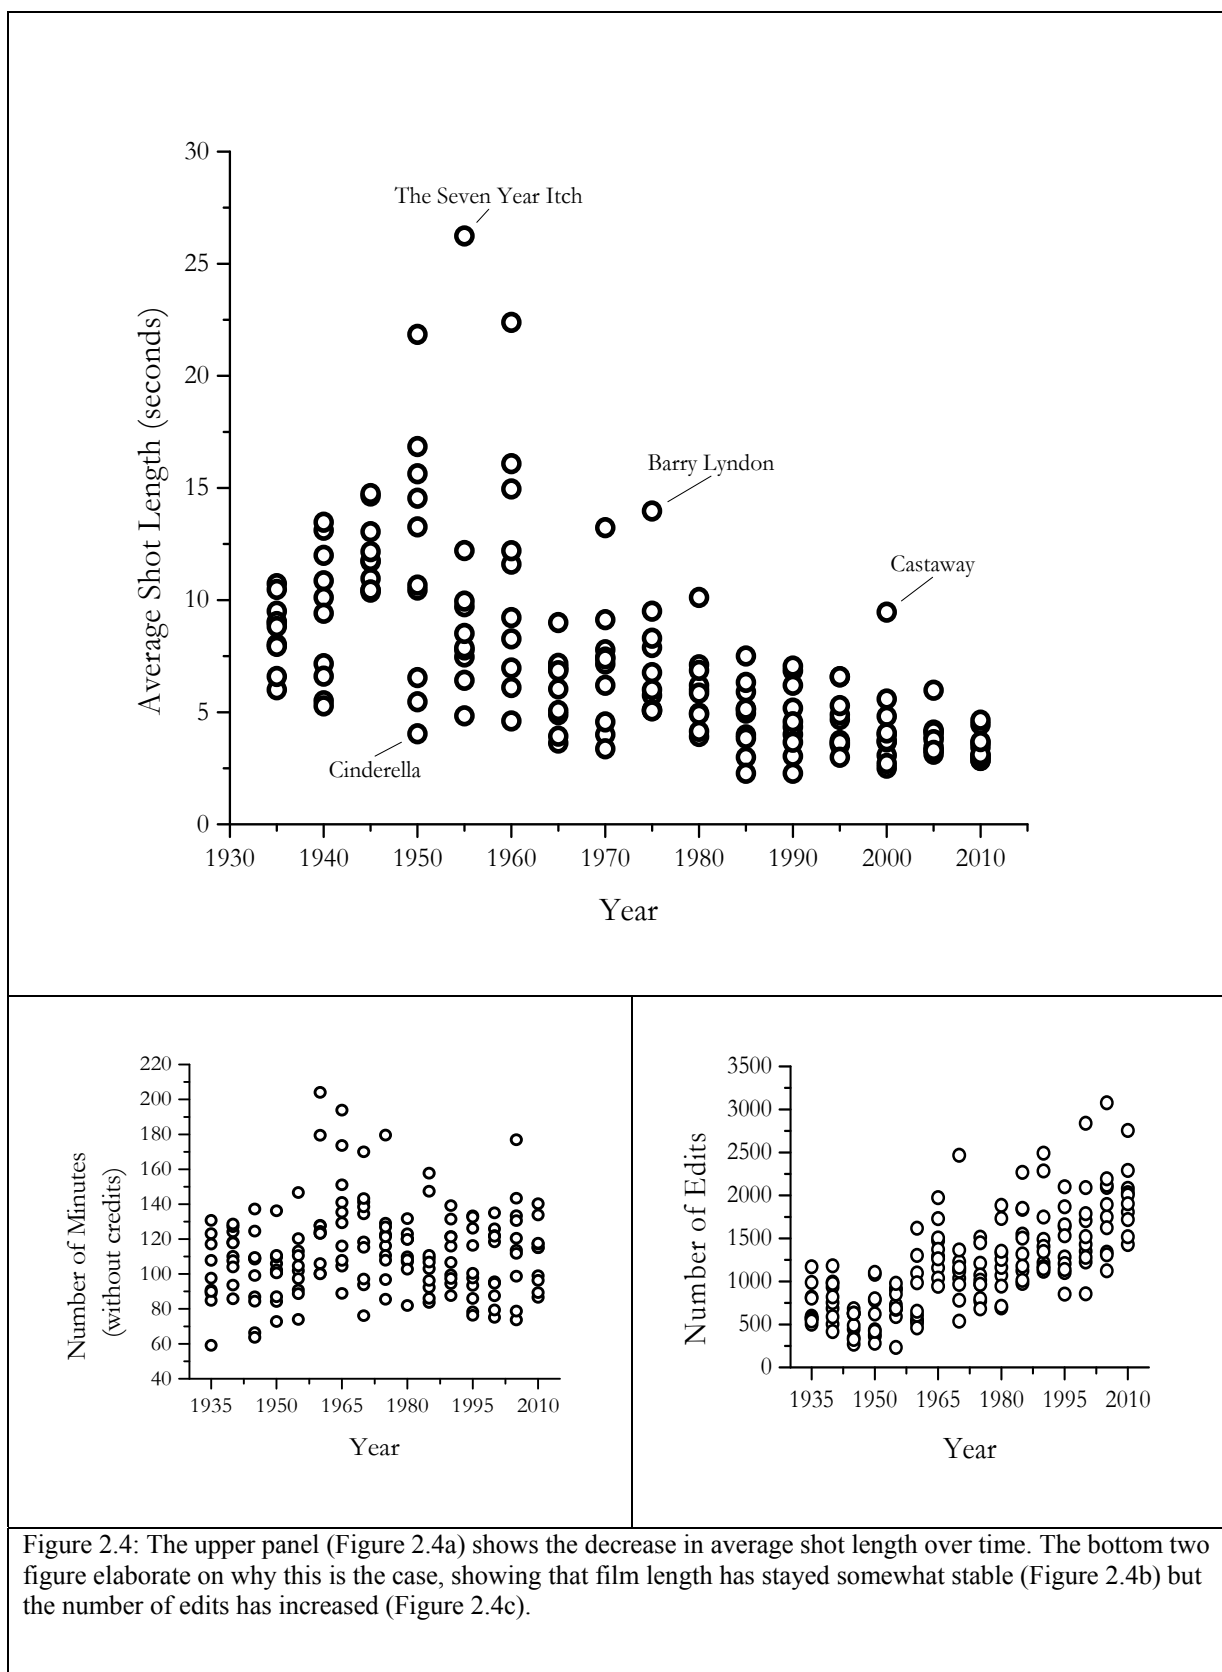 30
The Seven Year Itch
25
20
Average Shot Length (seconds)
Barry Lyndon
15
Castaway
10
5
Cinderella
0
1930 1940 1950 1960 1970 1980 1990 2000 2010
Year
220
200
180
160
140
120
100
80
60
40
Number of Minutes
(without credits)
1935 1950 1965 1980 1995 2010
Year
3500
3000
2500
2000
1500
1000
500
0
Number of Edits
1935 1950 1965 1980 1995 2010
Year
Figure 2.4: The upper panel (Figure 2.4a) shows the decrease in average shot length over time. The bottom two
figure elaborate on why this is the case, showing that film length has stayed somewhat stable (Figure 2.4b) but
the number of edits has increased (Figure 2.4c).